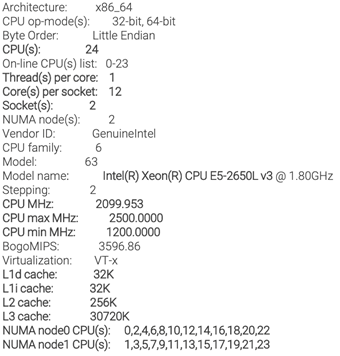 Architecture: x86_64
CPU op-mode(s): 32-bit, 64-bit
Byte Order: Little Endian
CPU(s): 24
On-line CPU(s) list: 0-23
Thread(s) per core: 1
Core(s) per socket: 12
Socket(s): 2
NUMA node(s): 2
Vendor ID: GenuineIntel
CPU family: 6
Model: 63
Model name: Intel(R) Xeon(R) CPU E5-2650L v3 @ 1.80GHz
Stepping: 2
CPU MHz: 2099.953
CPU max MHz: 2500.0000
CPU min MHz: 1200.0000
BogoMIPS: 3596.86
Virtualization: VT-x
L1d cache: 32K
L1i cache: 32K
L2 cache: 256K
L3 cache: 30720K
NUMA node0 CPU(s): 0,2,4,6,8,10,12,14,16,18,20,22
NUMA node1 CPU(s): 1,3,5,7,9,11,13,15,17,19,21,23